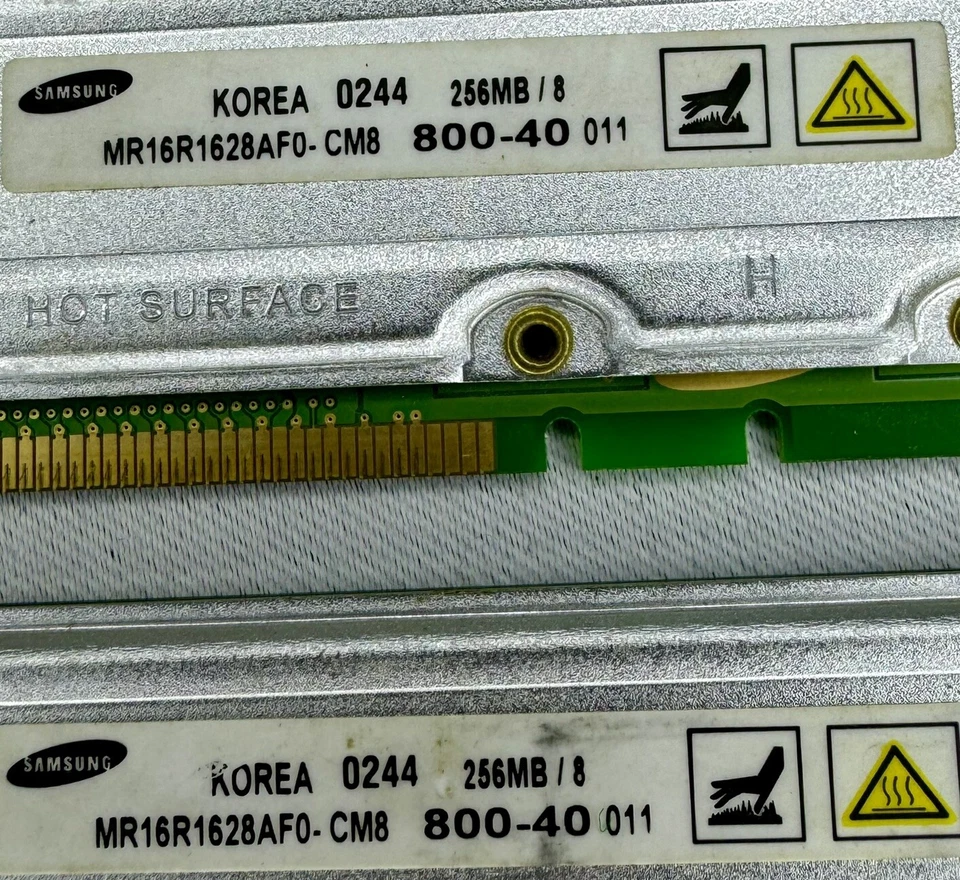 SAMSUNG
KOREA 0244 256MB / 8
MR16R1628AF0- CM8 800-40 011
HOT SURFACE H
SAMSUNG
KOREA 0244 256MB / 8
MR16R1628AF0- CM8 800-40 011